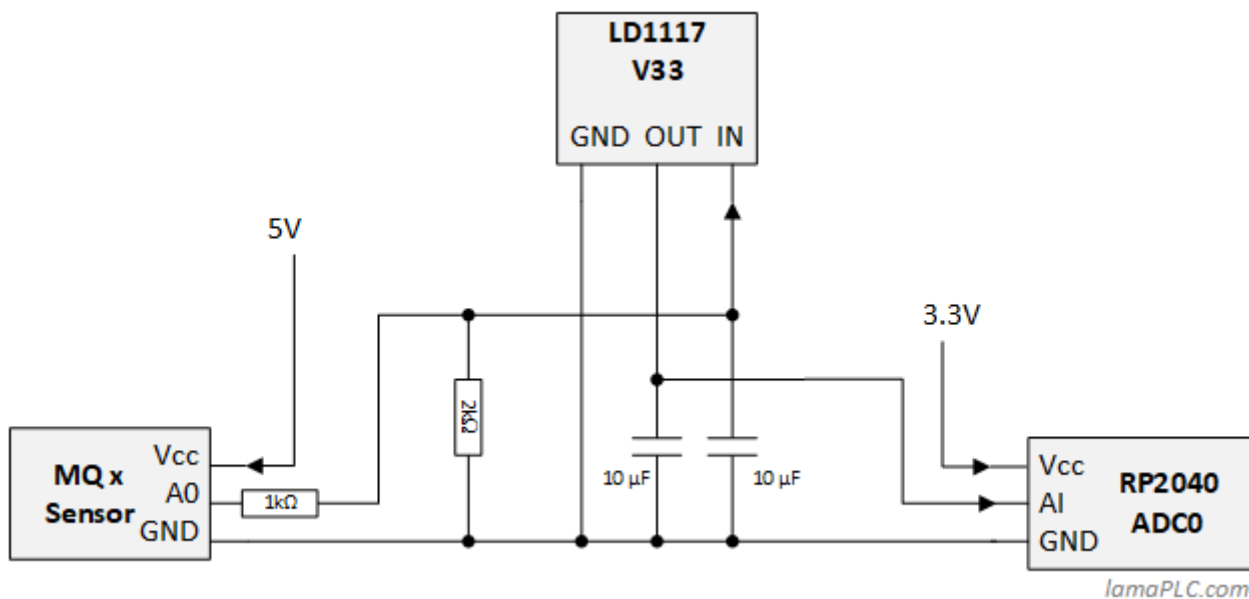 LD1117
V33
GND OUT IN
5V
3.3V
2kΩ
10 µF
10 µF
MQ x
Sensor
Vcc
A0
GND
1kΩ
Vcc
AI
GND
RP2040
ADC0
lamaPLC.com